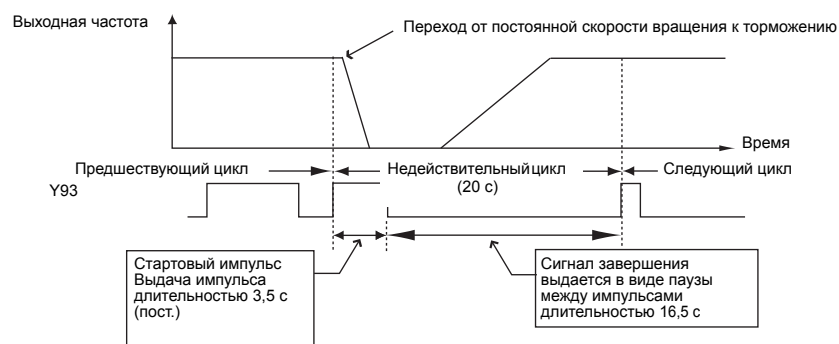 Выходная частота
Переход от постоянной скорости вращения к торможению
Время
Предшествующий цикл
Недействительный цикл
(20 с)
Следующий цикл
Y93
Стартовый импульс
Выдача импульса
длительностью 3,5 с
(пост.)
Сигнал завершения
выдается в виде паузы
между импульсами
длительностью 16,5 с